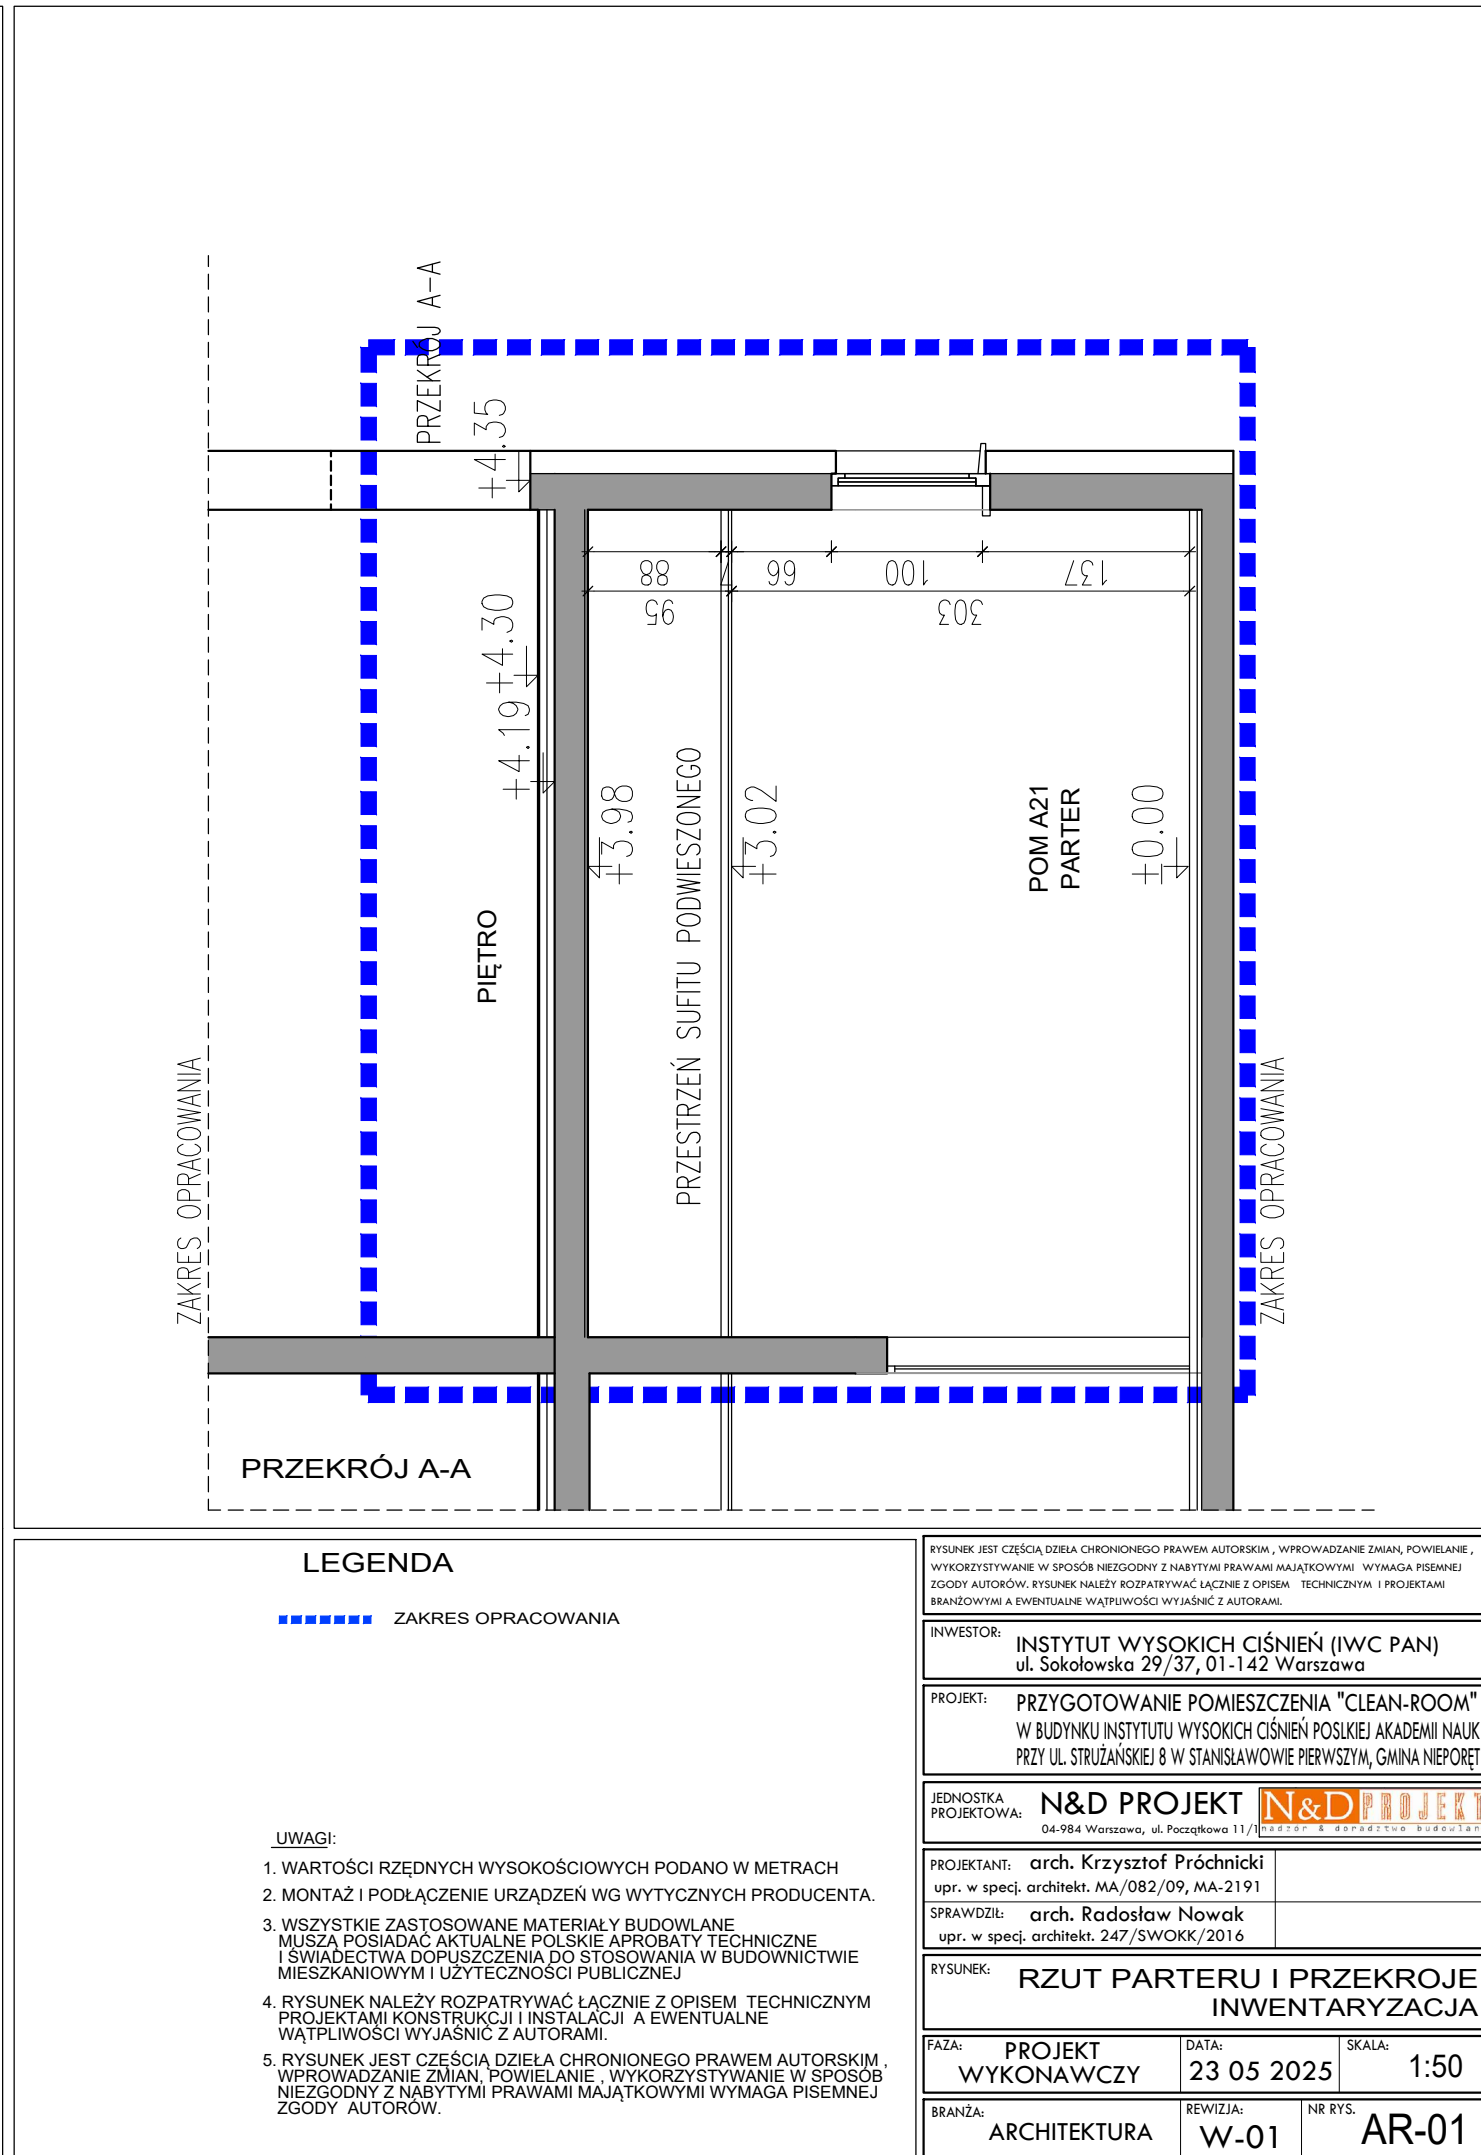 PRZEKRÓJ A-A
+4.35
+4.30
+4.19
+3.98
+3.02
±0.00
88
7
66
100
137
95
303
PIĘTRO
PRZESTRZEŃ SUFITU PODWIESZONEGO
POM A21
PARTER
ZAKRES OPRACOWANIA
ZAKRES OPRACOWANIA
PRZEKRÓJ A-A
LEGENDA
ZAKRES OPRACOWANIA
UWAGI:
1. WARTOŚCI RZĘDNYCH WYSOKOŚCIOWYCH PODANO W METRACH
2. MONTAŻ I PODŁĄCZENIE URZĄDZEŃ WG WYTYCZNYCH PRODUCENTA.
3. WSZYSTKIE ZASTOSOWANE MATERIAŁY BUDOWLANE
MUSZĄ POSIADAĆ AKTUALNE POLSKIE APROBATY TECHNICZNE
I ŚWIADECTWA DOPUSZCZENIA DO STOSOWANIA W BUDOWNICTWIE
MIESZKANIOWYM I UŻYTECZNOŚCI PUBLICZNEJ
4. RYSUNEK NALEŻY ROZPATRYWAĆ ŁĄCZNIE Z OPISEM TECHNICZNYM
PROJEKTAMI KONSTRUKCJI I INSTALACJI A EWENTUALNE
WĄTPLIWOŚCI WYJAŚNIĆ Z AUTORAMI.
5. RYSUNEK JEST CZĘŚCIĄ DZIEŁA CHRONIONEGO PRAWEM AUTORSKIM ,
WPROWADZANIE ZMIAN, POWIELANIE , WYKORZYSTYWANIE W SPOSÓB
NIEZGODNY Z NABYTYMI PRAWAMI MAJĄTKOWYMI WYMAGA PISEMNEJ
ZGODY AUTORÓW.
RYSUNEK JEST CZĘŚCIĄ DZIEŁA CHRONIONEGO PRAWEM AUTORSKIM , WPROWADZANIE ZMIAN, POWIELANIE ,
WYKORZYSTYWANIE W SPOSÓB NIEZGODNY Z NABYTYMI PRAWAMI MAJĄTKOWYMI WYMAGA PISEMNEJ
ZGODY AUTORÓW. RYSUNEK NALEŻY ROZPATRYWAĆ ŁĄCZNIE Z OPISEM TECHNICZNYM I PROJEKTAMI
BRANŻOWYMI A EWENTUALNE WĄTPLIWOŚCI WYJAŚNIĆ Z AUTORAMI.
INWESTOR: INSTYTUT WYSOKICH CIŚNIEŃ (IWC PAN)
ul. Sokołowska 29/37, 01-142 Warszawa
PROJEKT: PRZYGOTOWANIE POMIESZCZENIA "CLEAN-ROOM"
W BUDYNKU INSTYTUTU WYSOKICH CIŚNIEŃ POSLKIEJ AKADEMII NAUK
PRZY UL. STRUŻAŃSKIEJ 8 W STANISŁAWOWIE PIERWSZYM, GMINA NIEPORĘT
JEDNOSTKA PROJEKTOWA: N&D PROJEKT
04-984 Warszawa, ul. Początkowa 11/1
N&D PROJEKT
nadzór & doradztwo budowlan
PROJEKTANT: arch. Krzysztof Próchnicki
upr. w specj. architekt. MA/082/09, MA-2191
SPRAWDZIŁ: arch. Radosław Nowak
upr. w specj. architekt. 247/SWOKK/2016
RYSUNEK: RZUT PARTERU I PRZEKROJE
INWENTARYZACJA
FAZA: PROJEKT
WYKONAWCZY
DATA: 23 05 2025
SKALA: 1:50
BRANŻA: ARCHITEKTURA
REWIZJA: W-01
NR RYS. AR-01